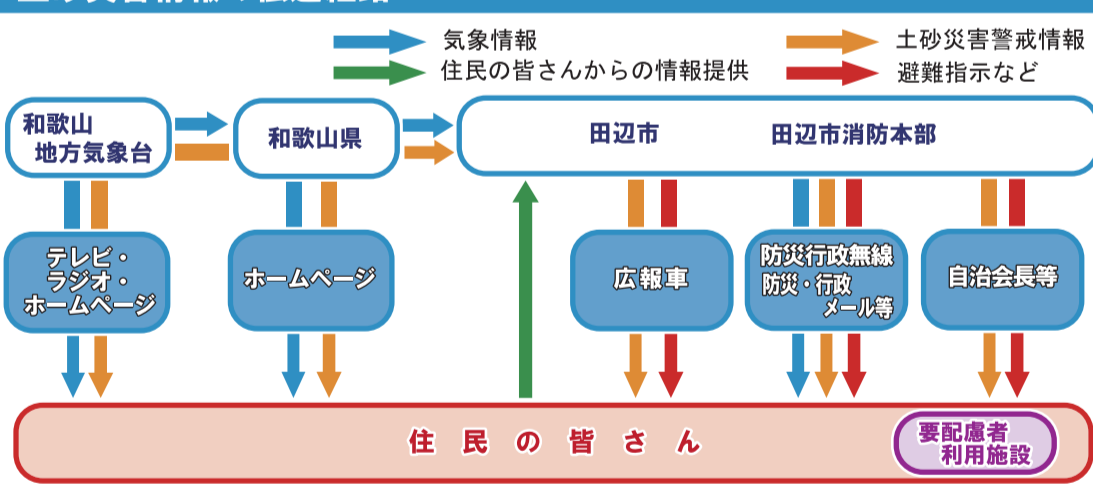 気象情報
土砂災害警戒情報
住民の皆さんからの情報提供
避難指示など
和歌山
地方気象台
和歌山県
田辺市
田辺市消防本部
テレビ・
ラジオ・
ホームページ
ホームページ
広報車
防災行政無線
防災・行政
メール等
自治会長等
住民の皆さん
要配慮者
利用施設